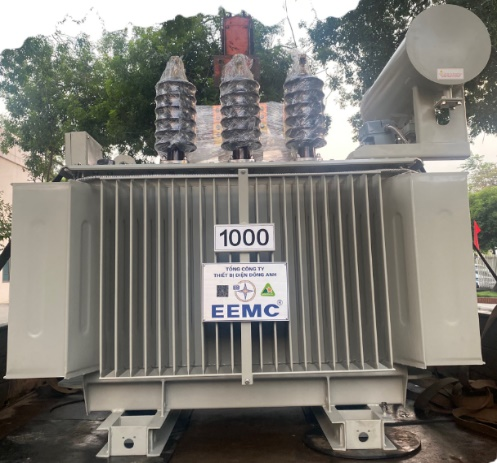 1000
TỔNG CÔNG TY
THIẾT BỊ ĐIỆN ĐÔNG ANH
EEMC®